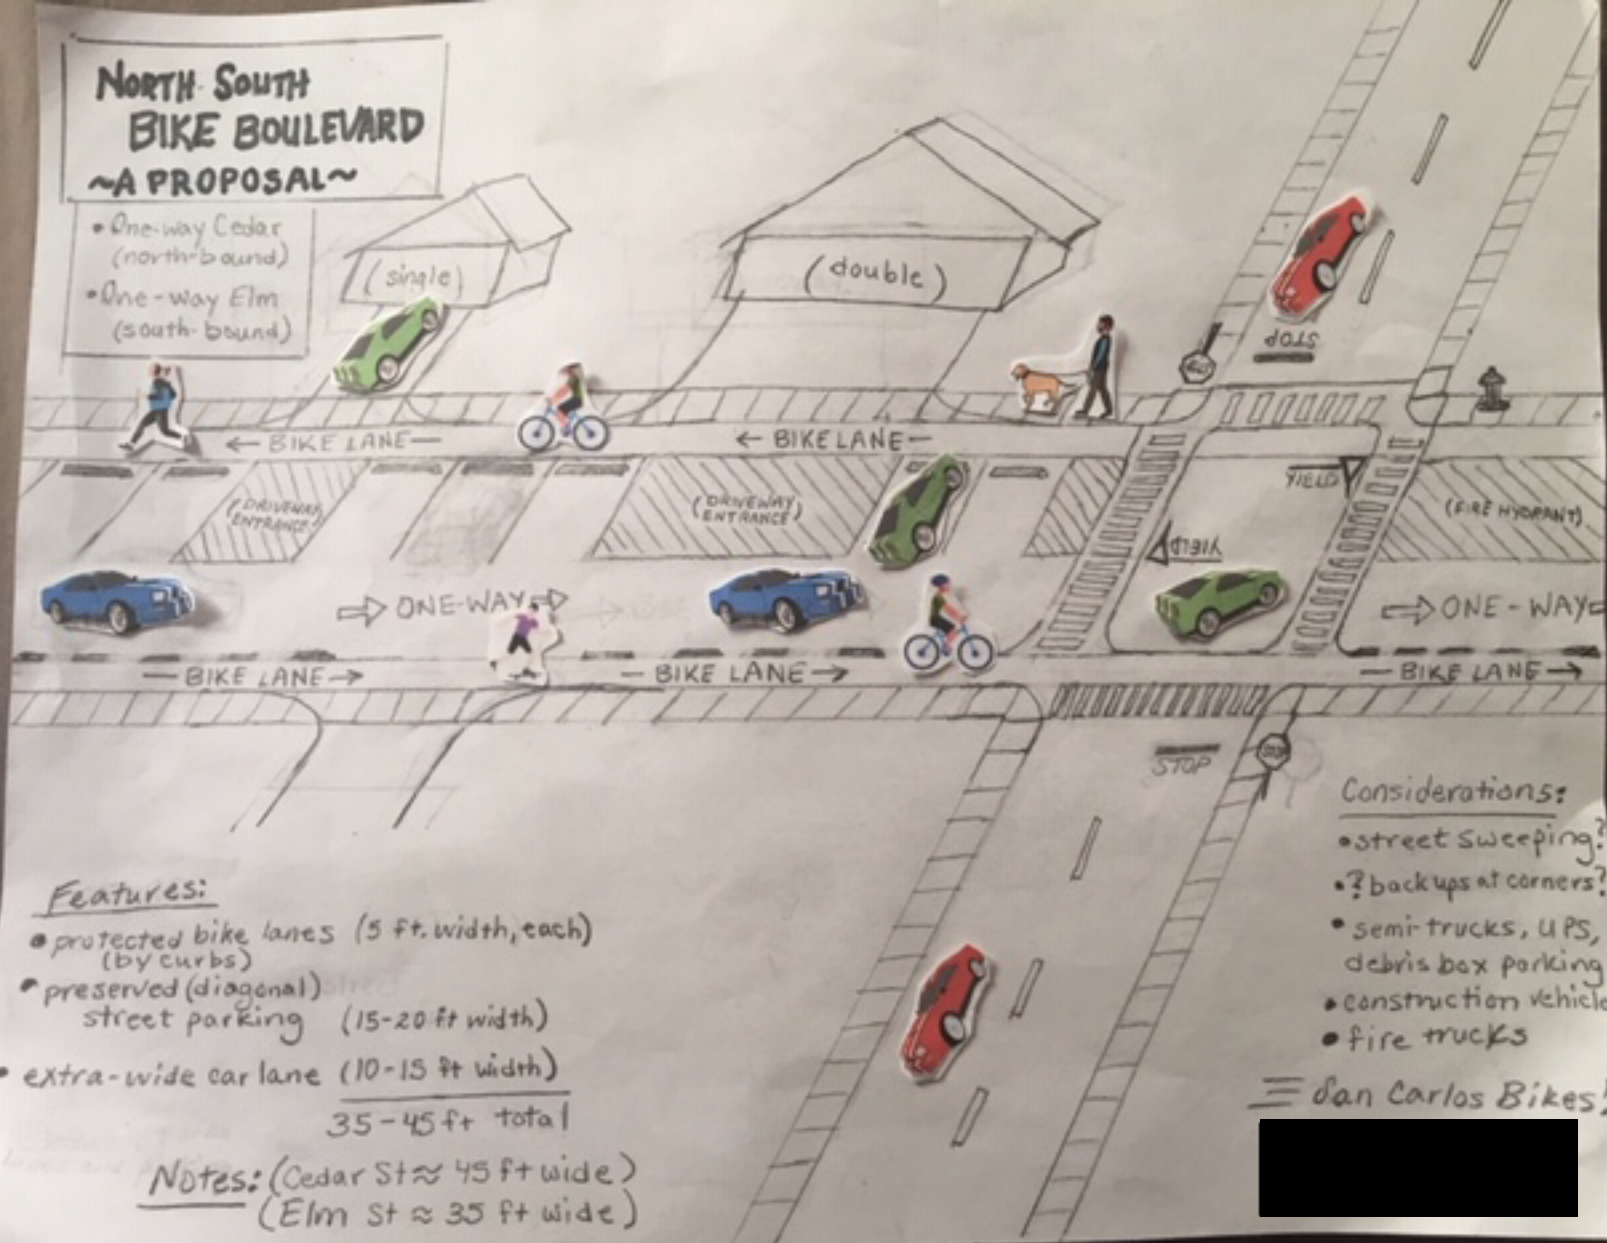 NORTH-SOUTH
BIKE BOULEVARD
~A PROPOSAL~
• One-way Cedar
(north-bound)
• One-way Elm
(south-bound)
(single)
(double)
STOP
← BIKE LANE —
← BIKE LANE —
(DRIVEWAY
ENTRANCE)
(DRIVEWAY
ENTRANCE)
YIELD
YIELD
(FIRE HYDRANT)
⇨ ONE-WAY ⇨
⇨ ONE-WAY ⇨
— BIKE LANE →
— BIKE LANE →
— BIKE LANE →
STOP
STOP
Features:
• protected bike lanes (5 ft. width, each)
(by curbs)
• preserved (diagonal)
street parking (15-20 ft width)
• extra-wide car lane (10-15 ft width)
35-45 ft total
Notes: (Cedar St ≈ 45 ft wide)
(Elm St ≈ 35 ft wide)
Considerations:
• street sweeping?
• ? backups at corners?
• semi-trucks, UPS,
debris box parking
• construction vehicle
• fire trucks
San Carlos Bikes!